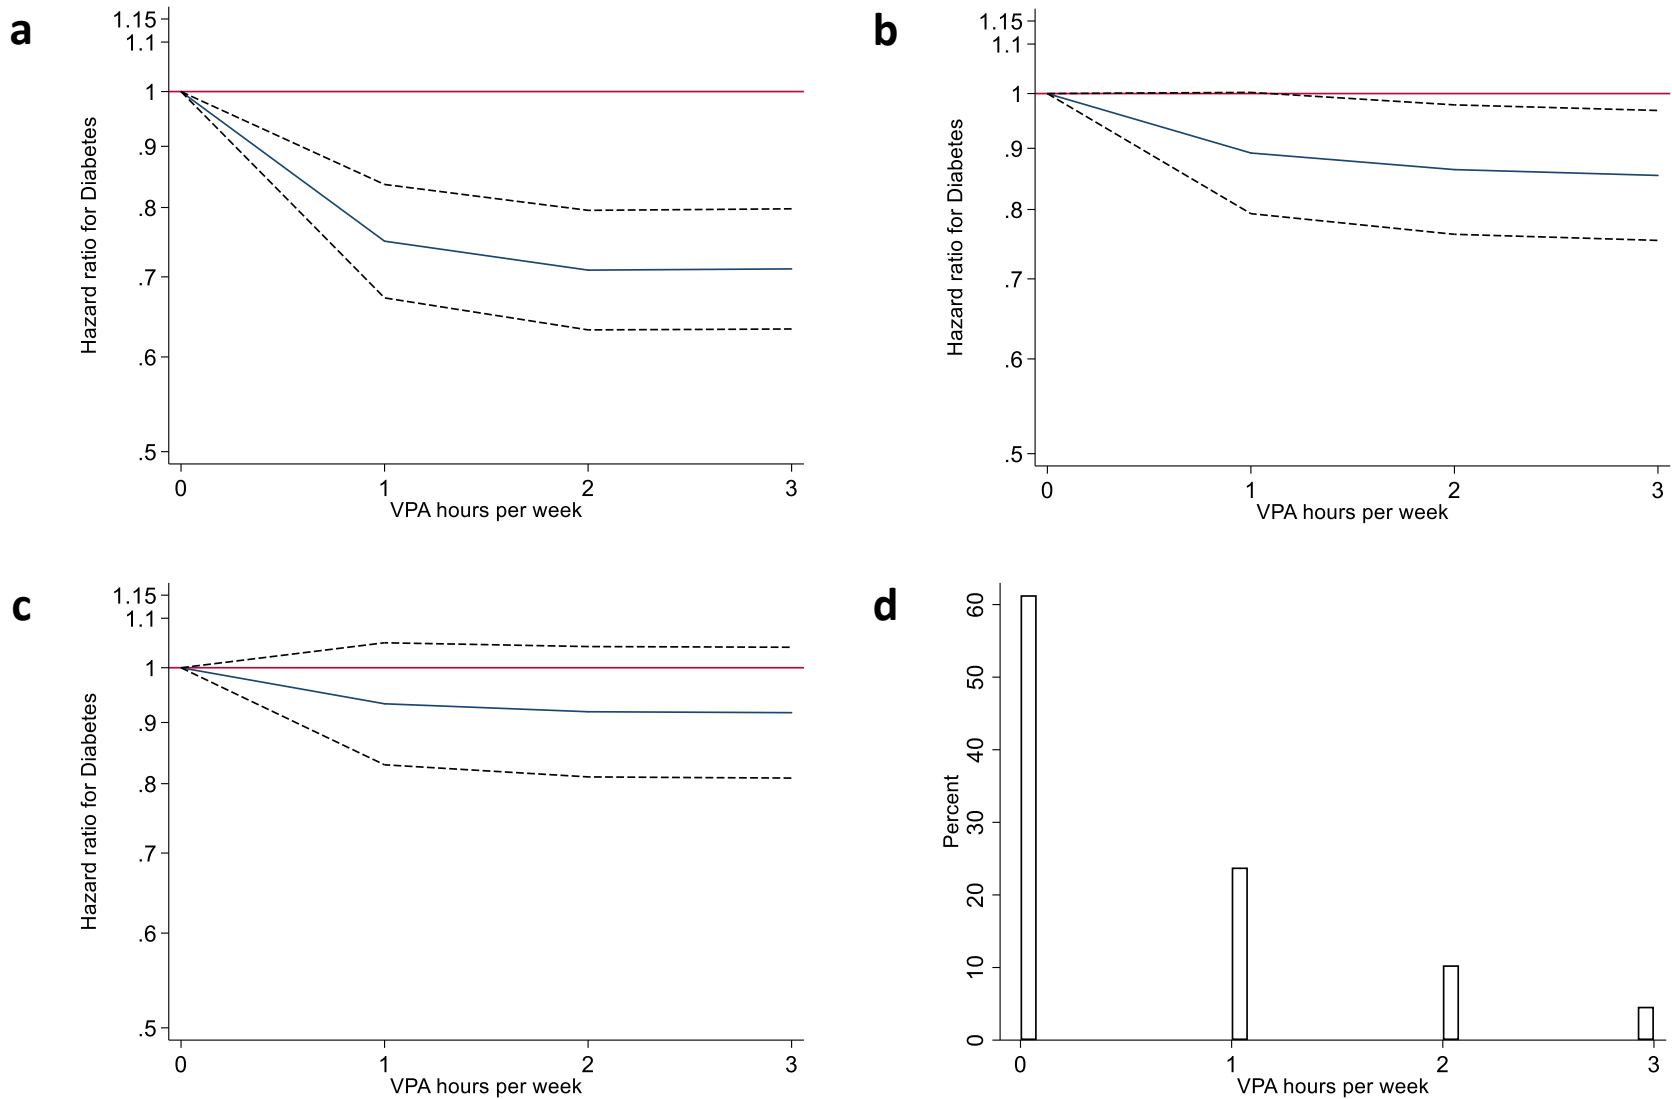 a
1.15
1.1
1
.9
.8
.7
.6
.5
Hazard ratio for Diabetes
0 1 2 3
VPA hours per week
b
1.15
1.1
1
.9
.8
.7
.6
.5
Hazard ratio for Diabetes
0 1 2 3
VPA hours per week
c
1.15
1.1
1
.9
.8
.7
.6
.5
Hazard ratio for Diabetes
0 1 2 3
VPA hours per week
d
60
50
40
30
20
10
0
Percent
0 1 2 3
VPA hours per week